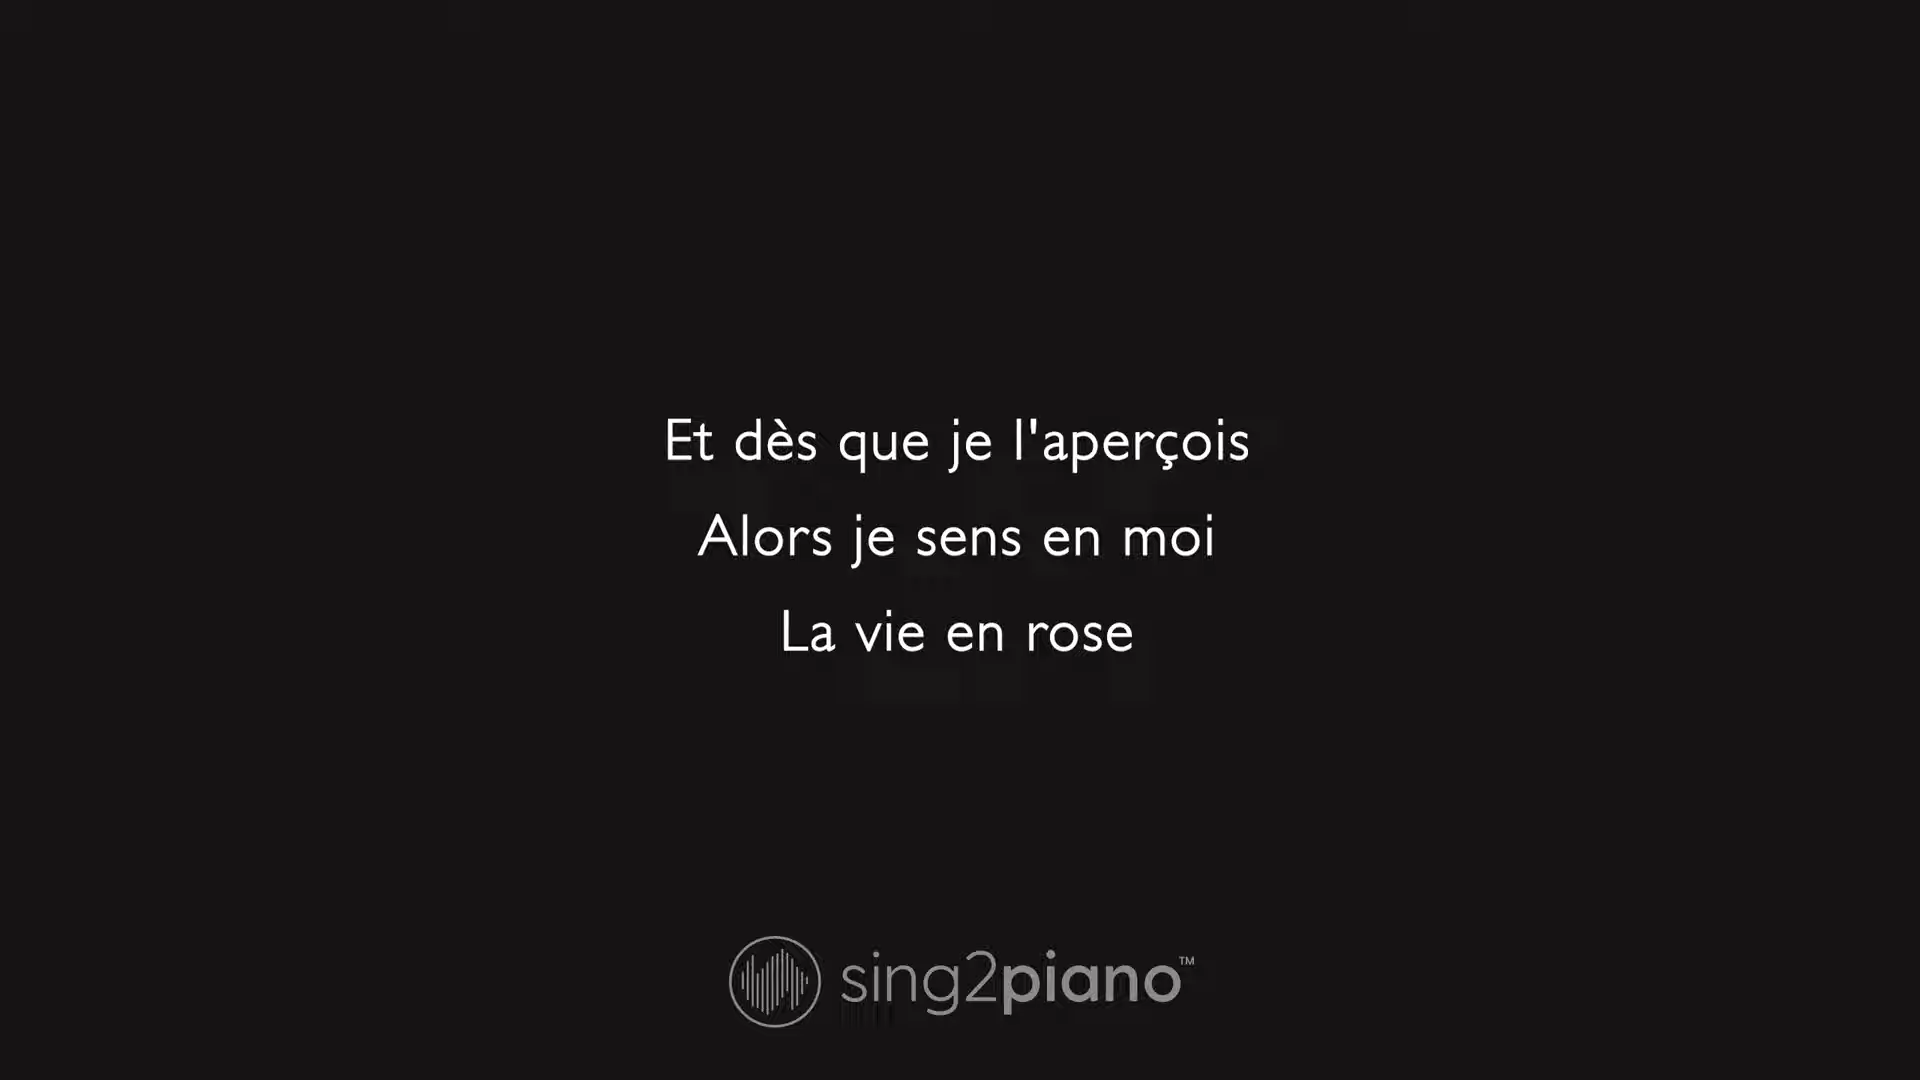 Et dès que je l'aperçois
Alors je sens en moi
La vie en rose
sing2piano™